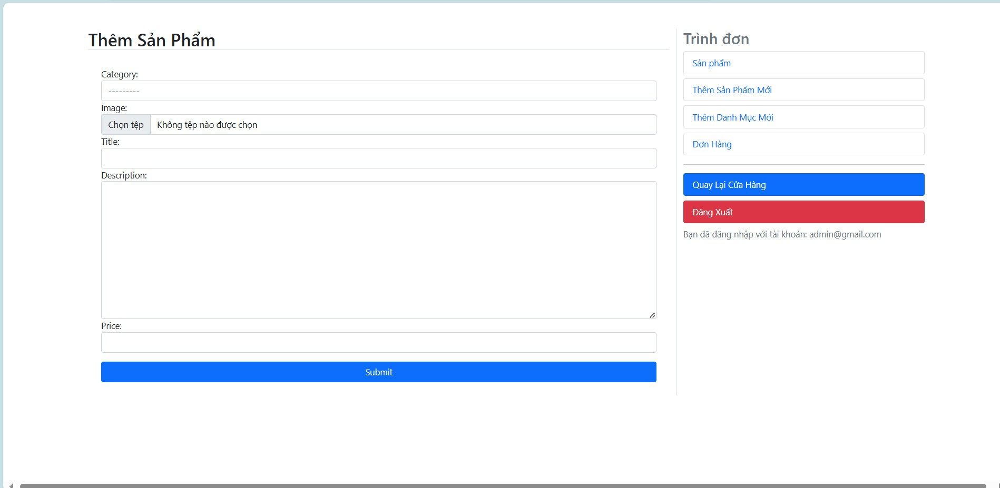 Thêm Sản Phẩm
Category:
---------
Image:
Chọn tệp Không tệp nào được chọn
Title:
Description:
Price:
Submit
Trình đơn
Sản phẩm
Thêm Sản Phẩm Mới
Thêm Danh Mục Mới
Đơn Hàng
Quay Lại Cửa Hàng
Đăng Xuất
Bạn đã đăng nhập với tài khoản: admin@gmail.com